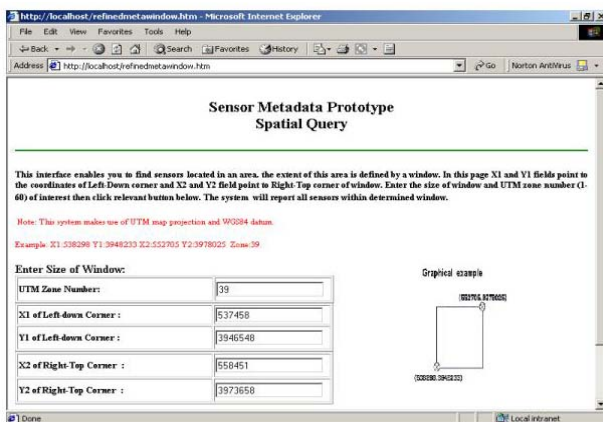 http://localhost/refinedmetawindow.htm - Microsoft Internet Explorer
File Edit View Favorites Tools Help
Back Search Favorites History
Address http://localhost/refinedmetawindow.htm Go Norton AntiVirus
Sensor Metadata Prototype
Spatial Query
This interface enables you to find sensors located in an area. the extent of this area is defined by a window. In this page X1 and Y1 fields point to
the coordinates of Left-Down corner and X2 and Y2 field point to Right-Top corner of window. Enter the size of window and UTM zone number (1-
60) of interest then click relevant button below. The system will report all sensors within determined window.
Note: This system makes use of UTM map projection and WGS84 datum.
Example: X1:538298 Y1:3948233 X2:552705 Y2:3978025 Zone:39
Enter Size of Window:
UTM Zone Number: 39
X1 of Left-down Corner : 537458
Y1 of Left-down Corner : 3946548
X2 of Right-Top Corner : 558451
Y2 of Right-Top Corner : 3973658
Graphical example
Done
Local intranet